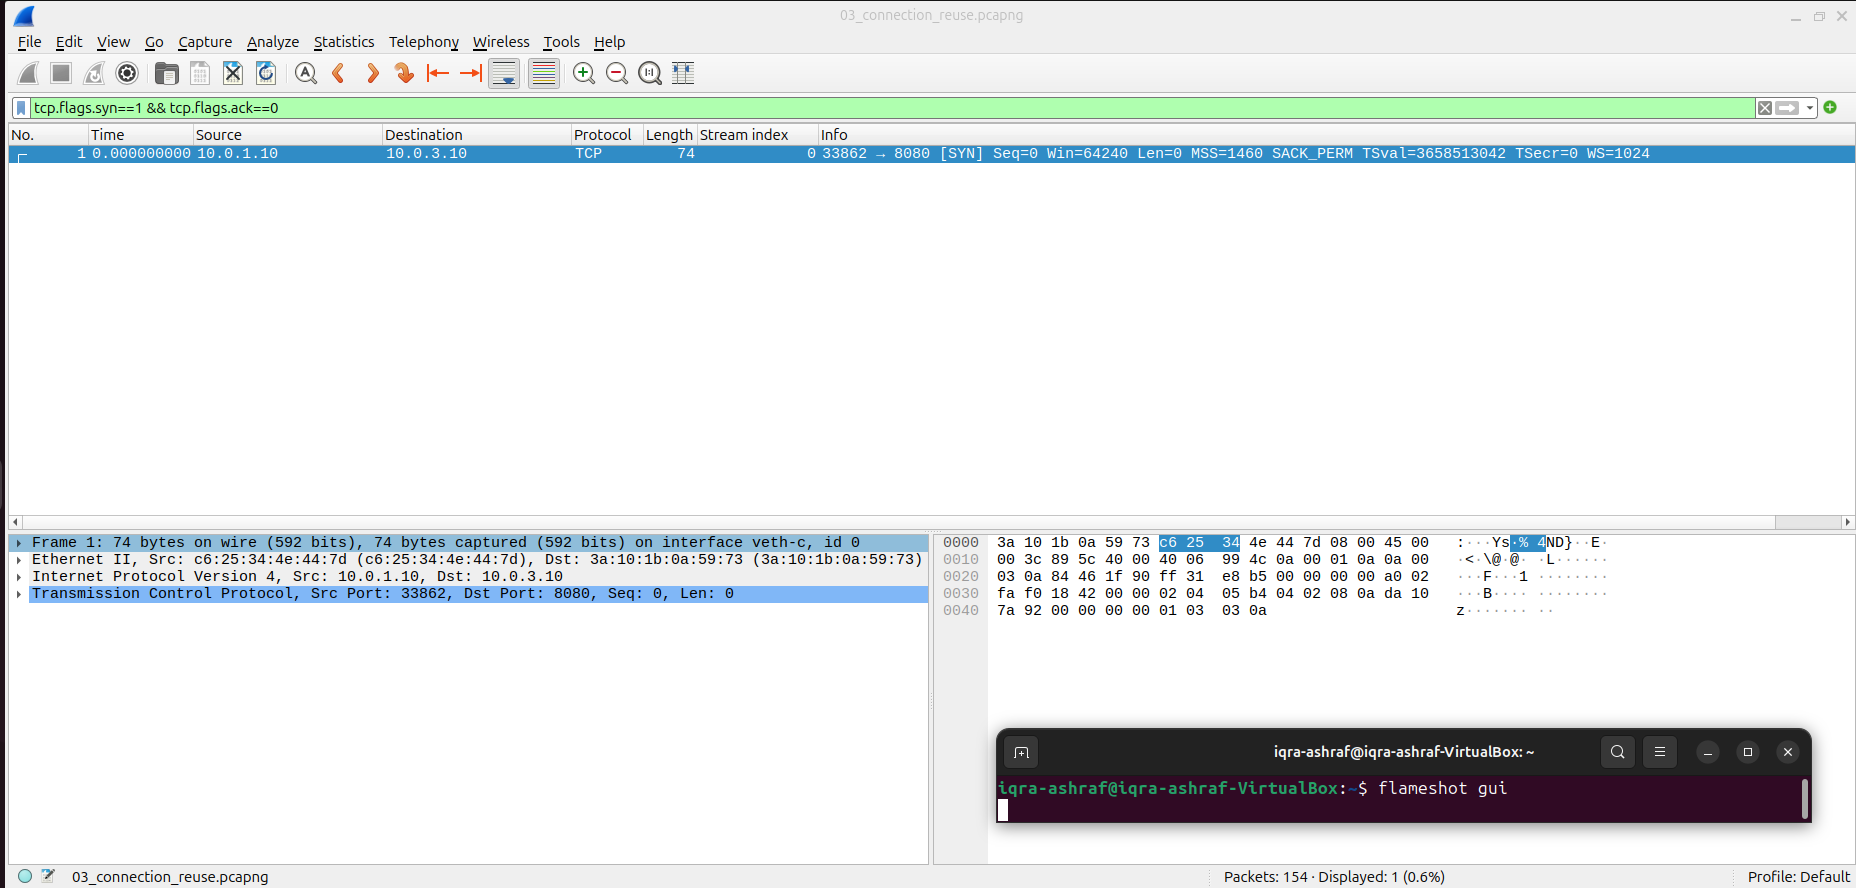 03_connection_reuse.pcapng
File Edit View Go Capture Analyze Statistics Telephony Wireless Tools Help
tcp.flags.syn==1 && tcp.flags.ack==0
No. Time Source Destination Protocol Length Stream index Info
1 0.000000000 10.0.1.10 10.0.3.10 TCP 74 0 33862 → 8080 [SYN] Seq=0 Win=64240 Len=0 MSS=1460 SACK_PERM TSval=3658513042 TSecr=0 WS=1024
Frame 1: 74 bytes on wire (592 bits), 74 bytes captured (592 bits) on interface veth-c, id 0
Ethernet II, Src: c6:25:34:4e:44:7d (c6:25:34:4e:44:7d), Dst: 3a:10:1b:0a:59:73 (3a:10:1b:0a:59:73)
Internet Protocol Version 4, Src: 10.0.1.10, Dst: 10.0.3.10
Transmission Control Protocol, Src Port: 33862, Dst Port: 8080, Seq: 0, Len: 0
0000 3a 10 1b 0a 59 73 c6 25 34 4e 44 7d 08 00 45 00 :···Ys·% 4ND}··E·
0010 00 3c 89 5c 40 00 40 06 99 4c 0a 00 01 0a 0a 00 ·<·\@·@· ·L······
0020 03 0a 84 46 1f 90 ff 31 e8 b5 00 00 00 00 a0 02 ···F···1 ········
0030 fa f0 18 42 00 00 02 04 05 b4 04 02 08 0a da 10 ···B···· ········
0040 7a 92 00 00 00 00 01 03 03 0a z······· ··
iqra-ashraf@iqra-ashraf-VirtualBox: ~
iqra-ashraf@iqra-ashraf-VirtualBox:~$ flameshot gui
03_connection_reuse.pcapng
Packets: 154 · Displayed: 1 (0.6%)
Profile: Default